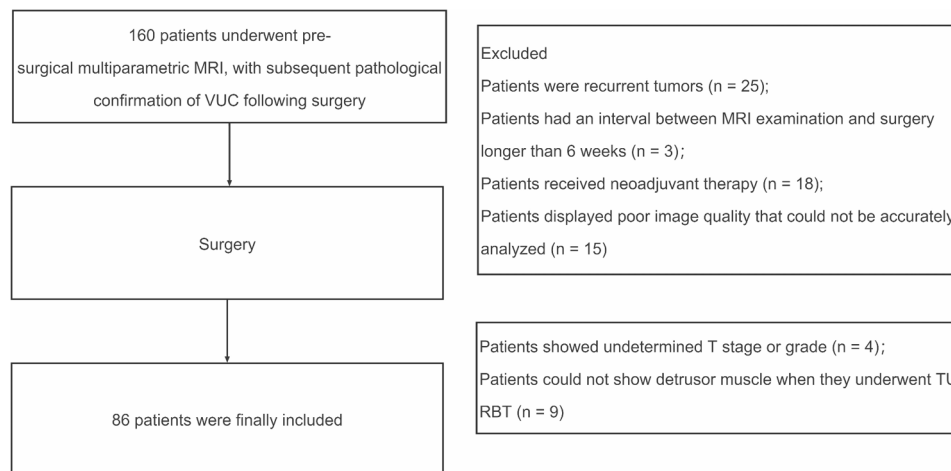 160 patients underwent pre-
surgical multiparametric MRI, with subsequent pathological
confirmation of VUC following surgery
Excluded
Patients were recurrent tumors (n = 25);
Patients had an interval between MRI examination and surgery
longer than 6 weeks (n = 3);
Patients received neoadjuvant therapy (n = 18);
Patients displayed poor image quality that could not be accurately
analyzed (n = 15)
Surgery
Patients showed undetermined T stage or grade (n = 4);
Patients could not show detrusor muscle when they underwent TU
RBT (n = 9)
86 patients were finally included